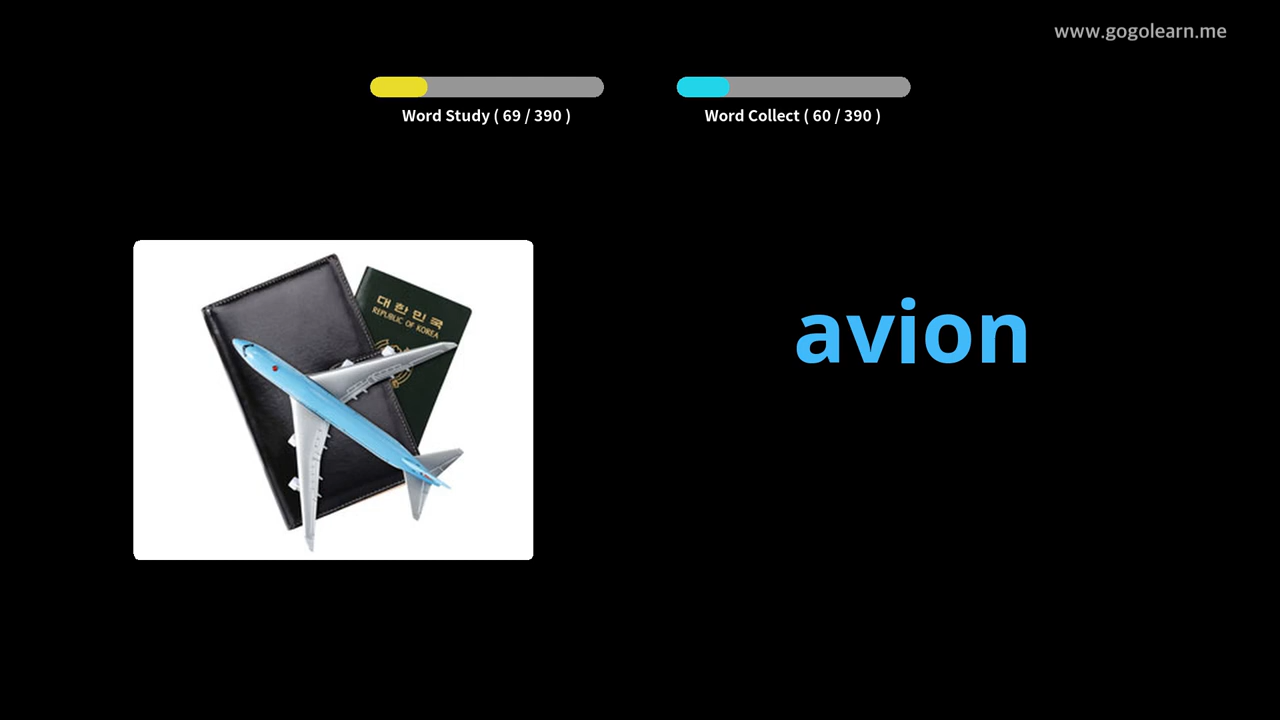 www.gogolearn.me
Word Study ( 69 / 390 )
Word Collect ( 60 / 390 )
대한민국
REPUBLIC OF KOREA
avion